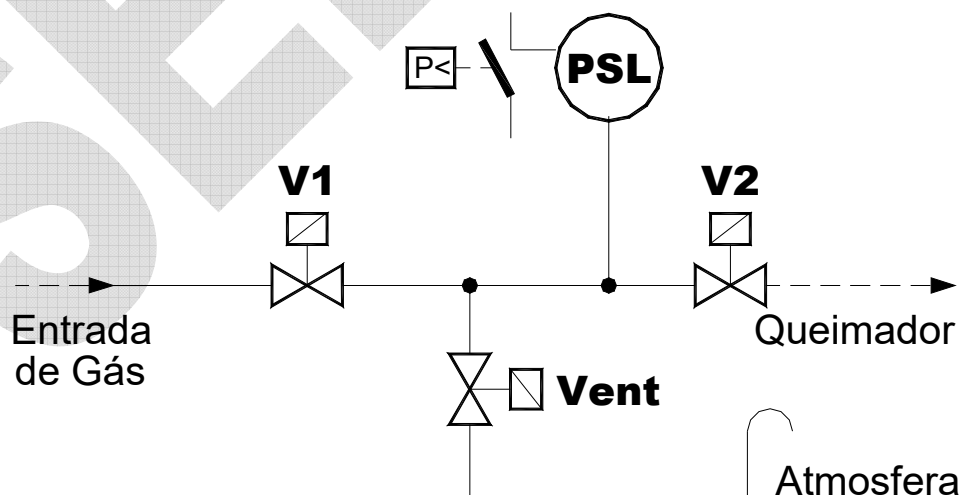 PSL
P<
V1
V2
Entrada
de Gás
Queimador
Vent
Atmosfera